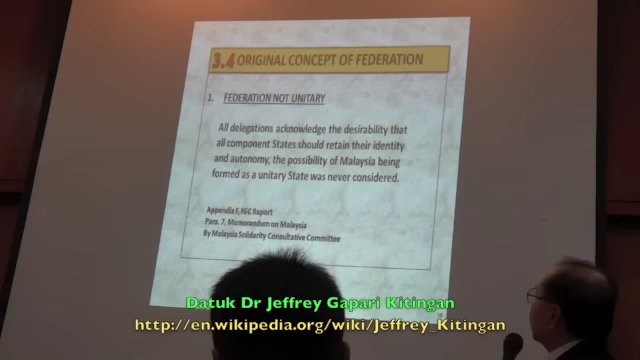 3.4 ORIGINAL CONCEPT OF FEDERATION
1. FEDERATION NOT UNITARY
All delegations acknowledge the desirability that
all component States should retain their identity
and autonomy, the possibility of Malaysia being
formed as a unitary State was never considered.
Appendix F, IGC Report
Para. 7, Memorandum on Malaysia
By Malaysia Solidarity Consultative Committee
Datuk Dr Jeffrey Gapari Kitingan
http://en.wikipedia.org/wiki/Jeffrey_Kitingan